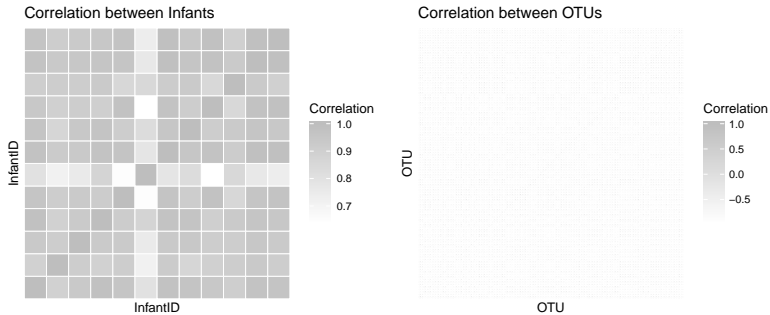 Correlation between Infants
InfantID
InfantID
Correlation
1.0
0.9
0.8
0.7
Correlation between OTUs
OTU
OTU
Correlation
1.0
0.5
0.0
−0.5